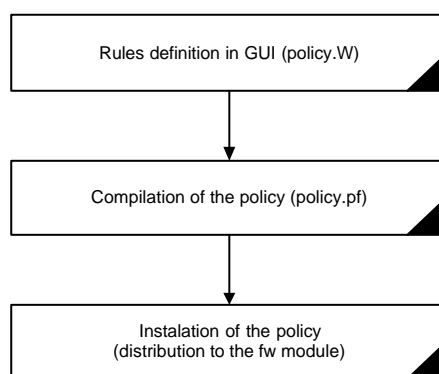 Rules definition in GUI (policy.W)
Compilation of the policy (policy.pf)
Instalation of the policy
(distribution to the fw module)